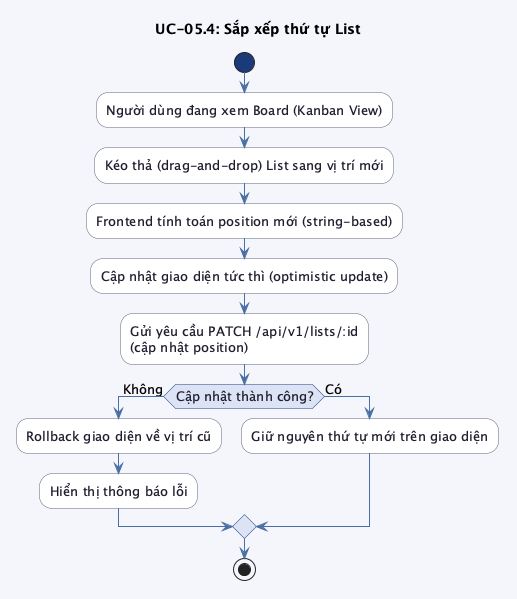 UC-05.4: Sắp xếp thứ tự List
Người dùng đang xem Board (Kanban View)
Kéo thả (drag-and-drop) List sang vị trí mới
Frontend tính toán position mới (string-based)
Cập nhật giao diện tức thì (optimistic update)
Gửi yêu cầu PATCH /api/v1/lists/:id
(cập nhật position)
Cập nhật thành công?
Không
Có
Rollback giao diện về vị trí cũ
Giữ nguyên thứ tự mới trên giao diện
Hiển thị thông báo lỗi